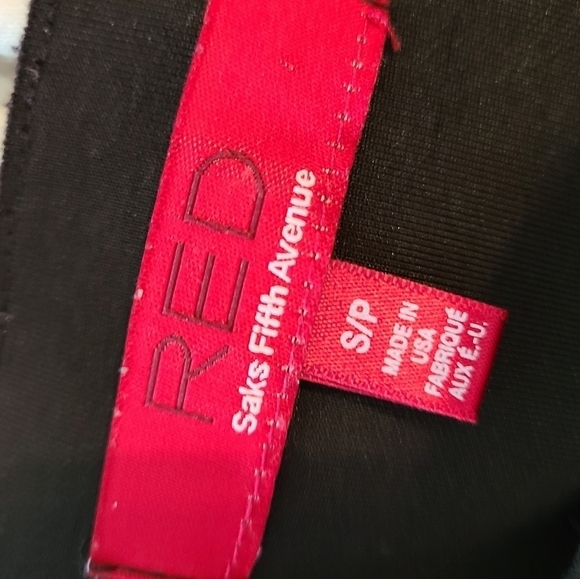 RED
Saks Fifth Avenue
S/P
MADE IN
USA
FABRIQUÉ
AUX É.-U.